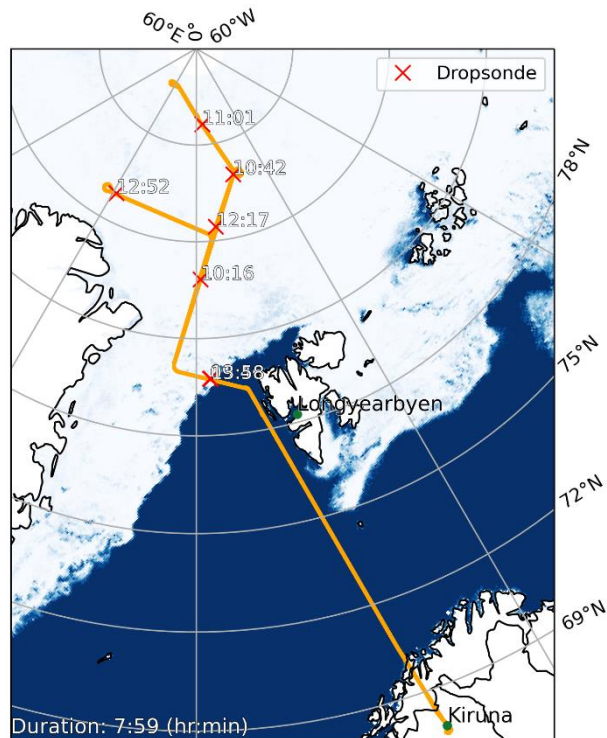 60°E 0° 60°W
Dropsonde
11:01
78°N
10:42
12:52
12:17
10:16
75°N
13:58
Longyearbyen
72°N
69°N
Kiruna
Duration: 7:59 (hr:min)